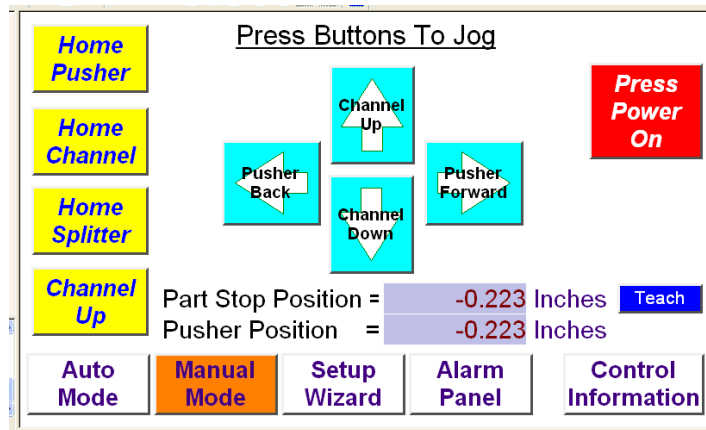 Press Buttons To Jog
Home
Pusher
Home
Channel
Home
Splitter
Channel
Up
Channel
Up
Pusher
Back
Pusher
Forward
Channel
Down
Press
Power
On
Part Stop Position = -0.223 Inches Teach
Pusher Position = -0.223 Inches
Auto
Mode
Manual
Mode
Setup
Wizard
Alarm
Panel
Control
Information